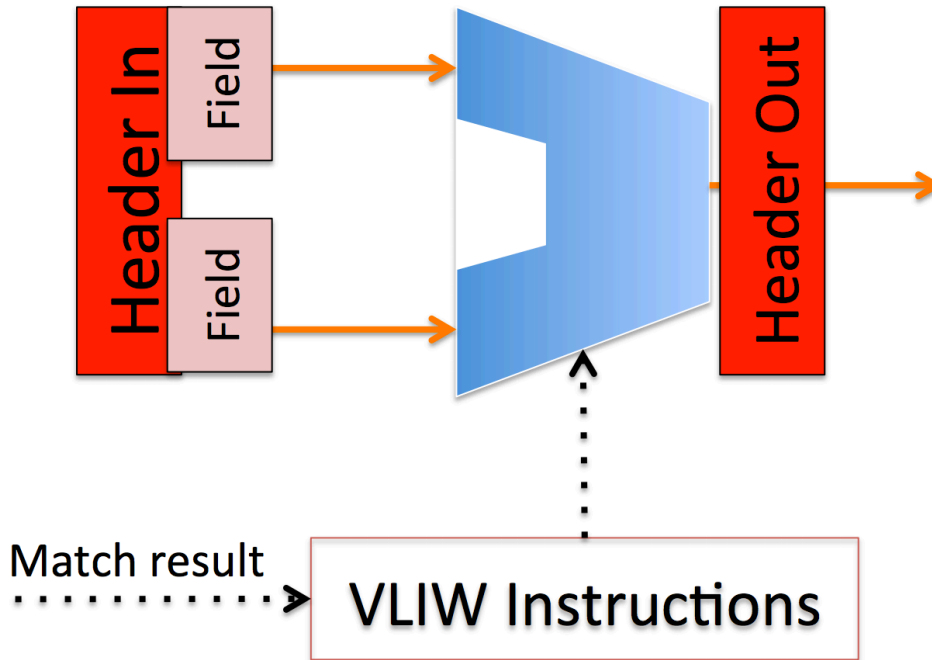 Header In
Field
Field
Header Out
Match result
VLIW Instructions